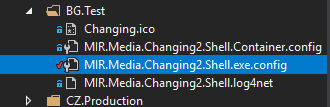 BG.Test
Changing.ico
MIR.Media.Changing2.Shell.Container.config
MIR.Media.Changing2.Shell.exe.config
MIR.Media.Changing2.Shell.log4net
CZ.Production